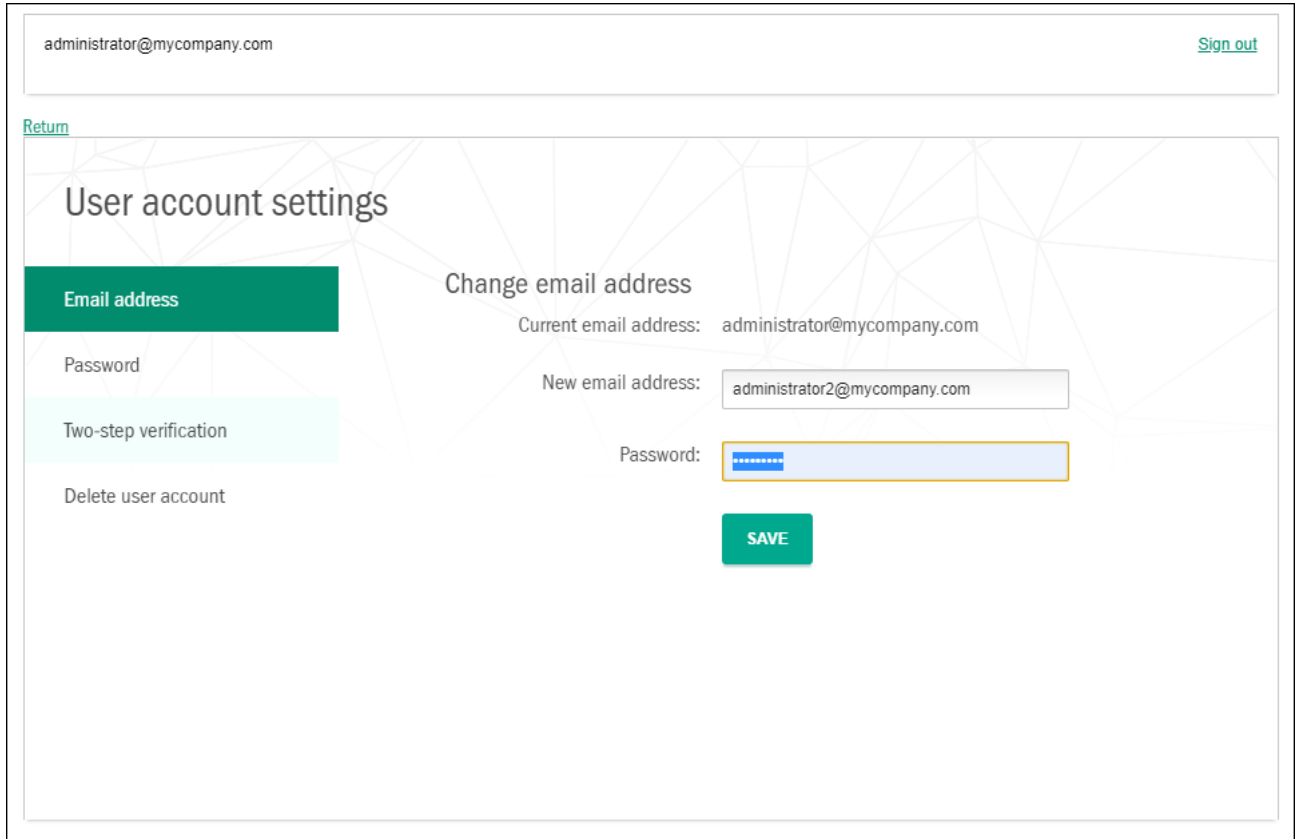 administrator@mycompany.com Sign out
Return
User account settings
Email address
Password
Two-step verification
Delete user account
Change email address
Current email address: administrator@mycompany.com
New email address: administrator2@mycompany.com
Password: •••••••••
SAVE